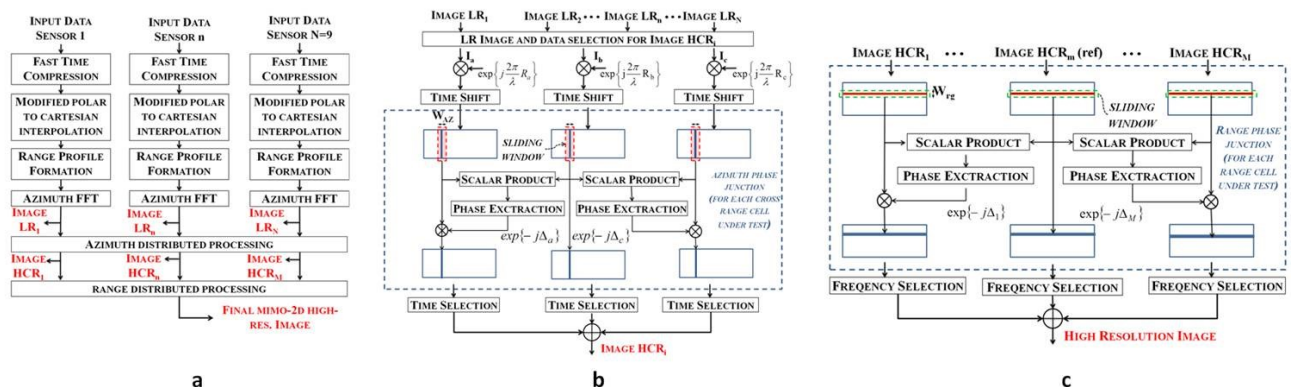 INPUT DATA
SENSOR 1
INPUT DATA
SENSOR n
INPUT DATA
SENSOR N=9
FAST TIME
COMPRESSION
FAST TIME
COMPRESSION
FAST TIME
COMPRESSION
MODIFIED POLAR
TO CARTESIAN
INTERPOLATION
MODIFIED POLAR
TO CARTESIAN
INTERPOLATION
MODIFIED POLAR
TO CARTESIAN
INTERPOLATION
RANGE PROFILE
FORMATION
RANGE PROFILE
FORMATION
RANGE PROFILE
FORMATION
AZIMUTH FFT
AZIMUTH FFT
AZIMUTH FFT
IMAGE
LR1
IMAGE
LRn
IMAGE
LRN
AZIMUTH DISTRIBUTED PROCESSING
IMAGE
HCR1
IMAGE
HCRn
IMAGE
HCRM
RANGE DISTRIBUTED PROCESSING
FINAL MIMO-2D HIGH-
RES. IMAGE
a
IMAGE LR1
IMAGE LR2 ••• IMAGE LRn ••• IMAGE LRN
LR IMAGE AND DATA SELECTION FOR IMAGE HCRi
Ia
Ib
Ic
exp{j 2π/λ Ra}
exp{j 2π/λ Rb}
exp{j 2π/λ Rc}
TIME SHIFT
TIME SHIFT
TIME SHIFT
WAZ
SLIDING
WINDOW
AZIMUTH PHASE
JUNCTION
(FOR EACH CROSS
RANGE CELL
UNDER TEST)
SCALAR PRODUCT
SCALAR PRODUCT
PHASE EXCTRACTION
PHASE EXCTRACTION
exp{-jΔa}
exp{-jΔc}
TIME SELECTION
TIME SELECTION
TIME SELECTION
IMAGE HCRi
b
IMAGE HCR1 ••• IMAGE HCRm (ref) ••• IMAGE HCRM
Wrg
SLIDING
WINDOW
RANGE PHASE
JUNCTION
(FOR EACH
RANGE CELL
UNDER TEST)
SCALAR PRODUCT
SCALAR PRODUCT
PHASE EXCTRACTION
PHASE EXCTRACTION
exp{-jΔ1}
exp{-jΔM}
FREQENCY SELECTION
FREQENCY SELECTION
FREQENCY SELECTION
HIGH RESOLUTION IMAGE
c